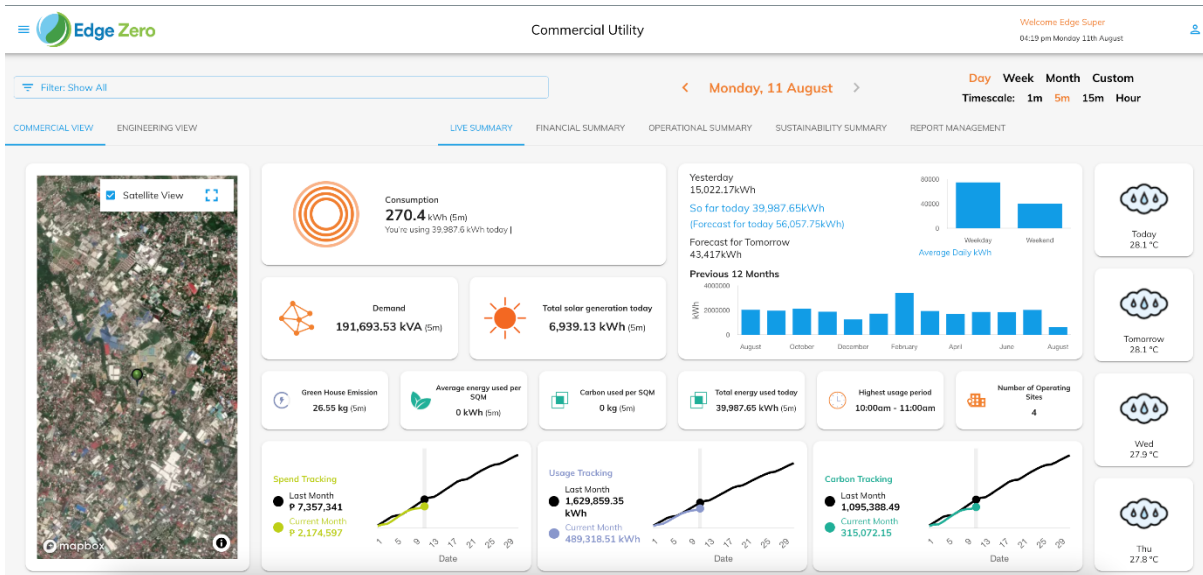 Edge Zero
Commercial Utility
Welcome Edge Super
04:19 pm Monday 11th August
Filter: Show All
Monday, 11 August
Day Week Month Custom
Timescale: 1m 5m 15m Hour
COMMERCIAL VIEW
ENGINEERING VIEW
LIVE SUMMARY
FINANCIAL SUMMARY
OPERATIONAL SUMMARY
SUSTAINABILITY SUMMARY
REPORT MANAGEMENT
Satellite View
mapbox
Consumption
270.4 kWh (5m)
You're using 39,987.6 kWh today |
Demand
191,693.53 kVA (5m)
Total solar generation today
6,939.13 kWh (5m)
Yesterday
15,022.17kWh
So far today 39,987.65kWh
(Forecast for today 56,057.75kWh)
Forecast for Tomorrow
43,417kWh
80000
40000
0
Weekday
Weekend
Average Daily kWh
Previous 12 Months
kWh
4000000
2000000
0
August
October
December
February
April
June
August
Today
28.1 °C
Tomorrow
28.1 °C
Wed
27.9 °C
Thu
27.8 °C
Green House Emission
26.55 kg (5m)
Average energy used per
SQM
0 kWh (5m)
Carbon used per SQM
0 kg (5m)
Total energy used today
39,987.65 kWh (5m)
Highest usage period
10:00am - 11:00am
Number of Operating
Sites
4
Spend Tracking
Last Month
₱ 7,357,341
Current Month
₱ 2,174,597
1 5 9 13 17 21 25 29
Date
Usage Tracking
Last Month
1,629,859.35
kWh
Current Month
489,318.51 kWh
1 5 9 13 17 21 25 29
Date
Carbon Tracking
Last Month
1,095,388.49
Current Month
315,072.15
1 5 9 13 17 21 25 29
Date